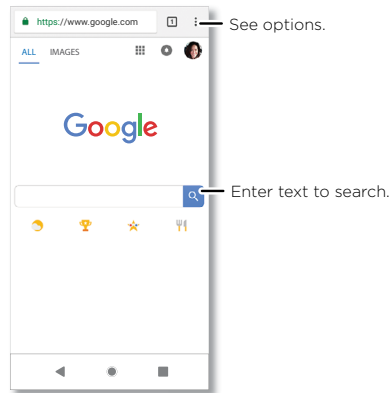 https://www.google.com
1
See options.
ALL IMAGES
Google
Enter text to search.